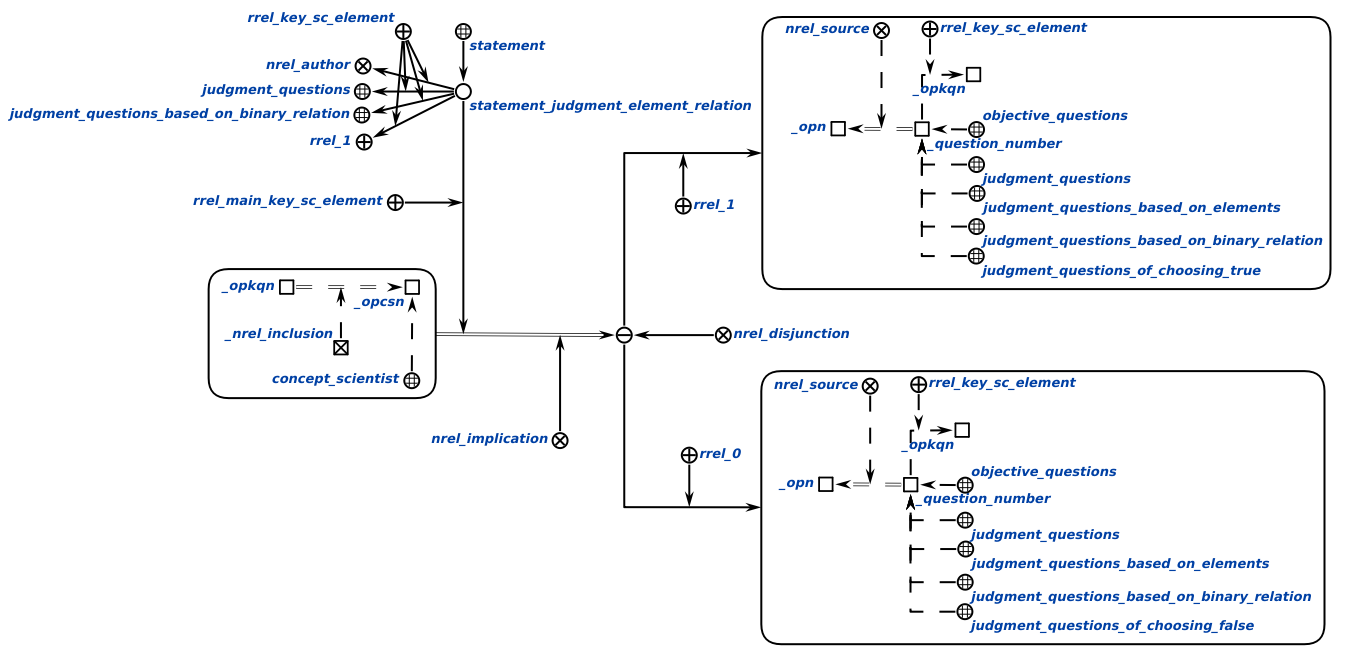 rrel_key_sc_element
statement
nrel_author
judgment_questions
statement_judgment_element_relation
judgment_questions_based_on_binary_relation
rrel_1
rrel_main_key_sc_element
_opkqn
_opcsn
_nrel_inclusion
concept_scientist
nrel_implication
nrel_disjunction
rrel_1
rrel_0
nrel_source
rrel_key_sc_element
_opkqn
_opn
objective_questions
_question_number
judgment_questions
judgment_questions_based_on_elements
judgment_questions_based_on_binary_relation
judgment_questions_of_choosing_true
nrel_source
rrel_key_sc_element
_opkqn
_opn
objective_questions
_question_number
judgment_questions
judgment_questions_based_on_elements
judgment_questions_based_on_binary_relation
judgment_questions_of_choosing_false